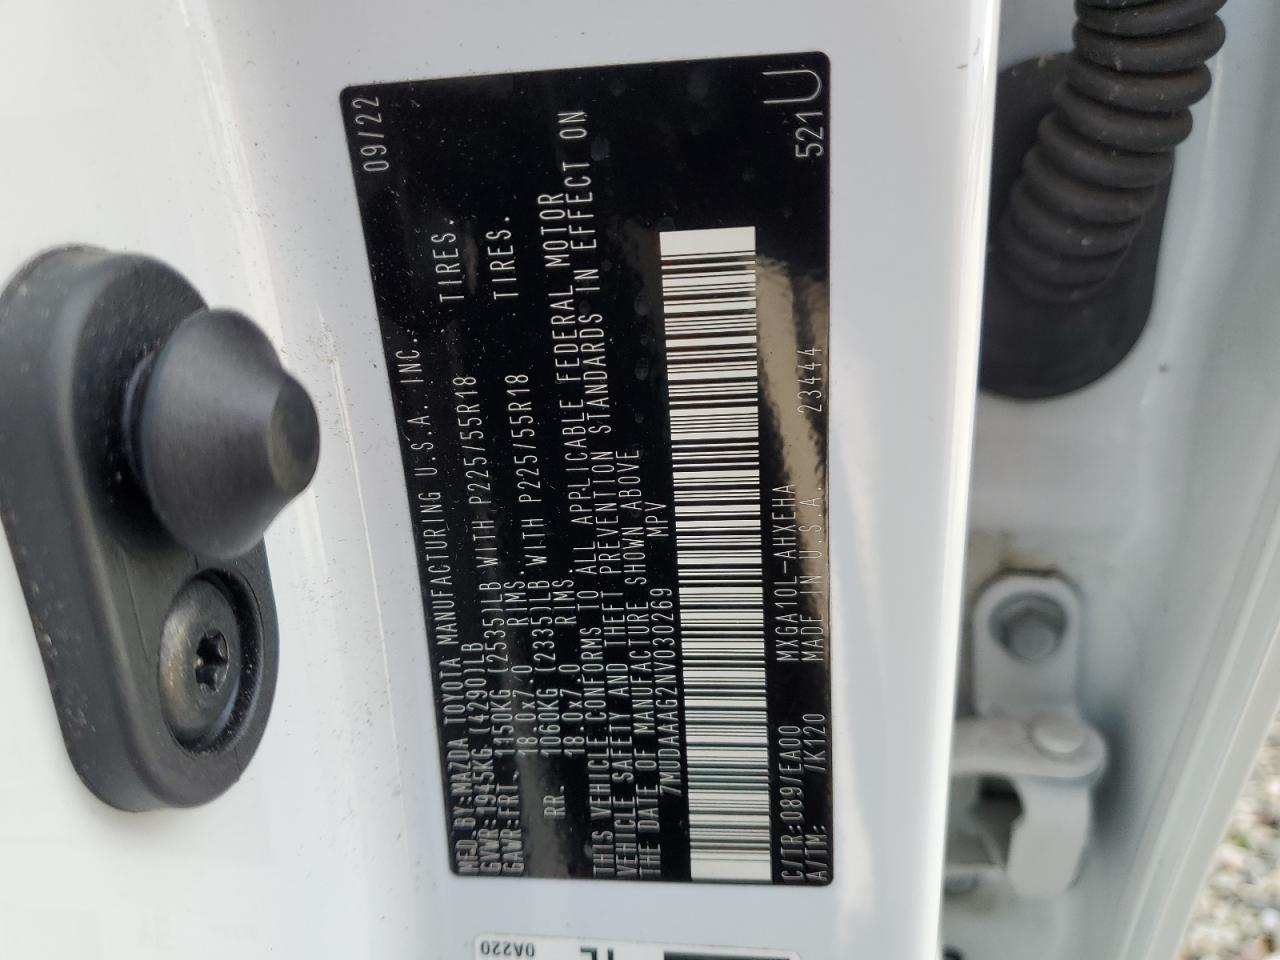 MFD BY:MAZDA TOYOTA MANUFACTURING U.S.A. INC. 09/22
GVWR:1945KG (4290)LB
GAWR:FRT. 1150KG (2535)LB WITH P225/55R18 TIRES.
18.0x7.0 RIMS.
RR. 1060KG (2335)LB WITH P225/55R18 TIRES.
18.0x7.0 RIMS.
THIS VEHICLE CONFORMS TO ALL APPLICABLE FEDERAL MOTOR
VEHICLE SAFETY AND THEFT PREVENTION STANDARDS IN EFFECT ON
THE DATE OF MANUFACTURE SHOWN ABOVE
7MUDAAAG2NV030269 MPV
C/TR:089/EA00 MXGA10L-AHXEHA
A/TM: /K120 MADE IN U.S.A. 23444 521U
0A220